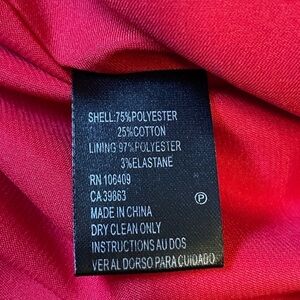 SHELL:75%POLYESTER
25%COTTON
LINING 97%POLYESTER
3%ELASTANE
RN 106409
CA 39863
MADE IN CHINA
P
DRY CLEAN ONLY
INSTRUCTIONS AU DOS
VER AL DORSO PARA CUIDADO